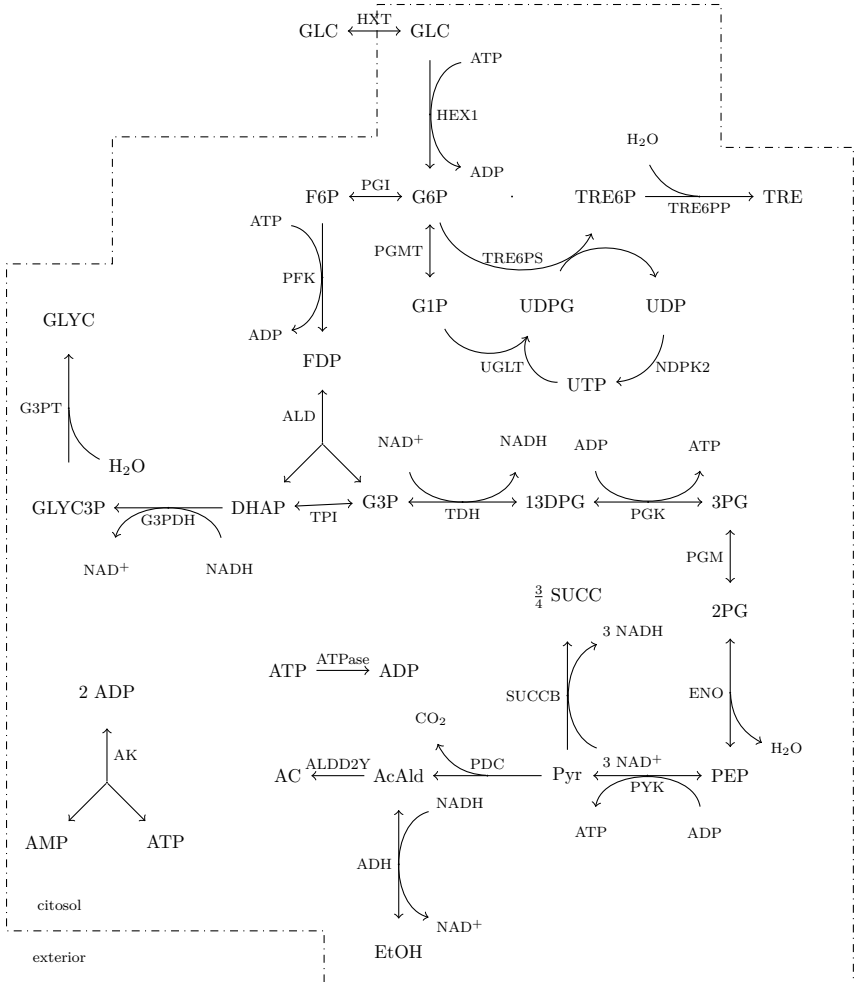 HXT
GLC GLC
ATP
HEX1
H₂O
ADP
PGI
F6P G6P TRE6P TRE
TRE6PP
ATP
PGMT TRE6PS
PFK
G1P UDPG UDP
GLYC
ADP
FDP UGLT NDPK2
UTP
G3PT ALD
NAD⁺ NADH ADP ATP
H₂O
GLYC3P DHAP G3P 13DPG 3PG
G3PDH TPI TDH PGK
PGM
NAD⁺ NADH
¾ SUCC
2PG
3 NADH
ATPase
ATP ADP
2 ADP SUCCB ENO
CO₂
H₂O
AK ALDD2Y PDC 3 NAD⁺
AC AcAld Pyr PEP
PYK
NADH
ATP ADP
AMP ATP
ADH
citosol
NAD⁺
EtOH
exterior